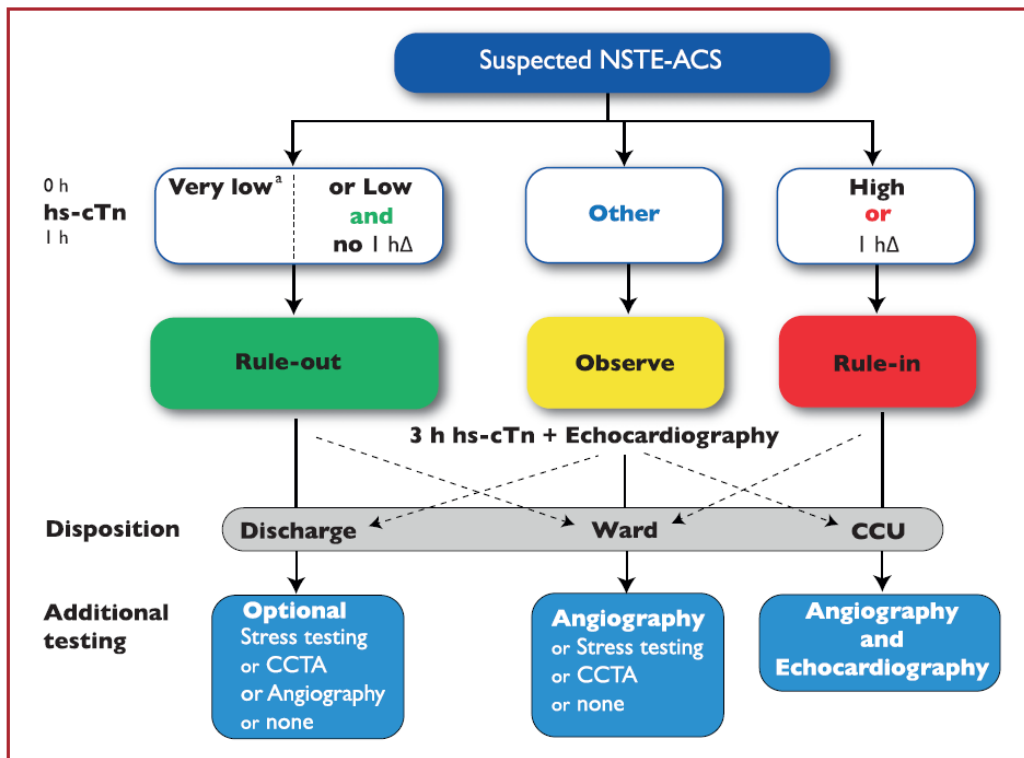 Suspected NSTE-ACS
0 h
hs-cTn
1 h
Very lowᵃ
or Low
and
no 1 hΔ
Other
High
or
1 hΔ
Rule-out
Observe
Rule-in
3 h hs-cTn + Echocardiography
Disposition
Discharge
Ward
CCU
Additional
testing
Optional
Stress testing
or CCTA
or Angiography
or none
Angiography
or Stress testing
or CCTA
or none
Angiography
and
Echocardiography